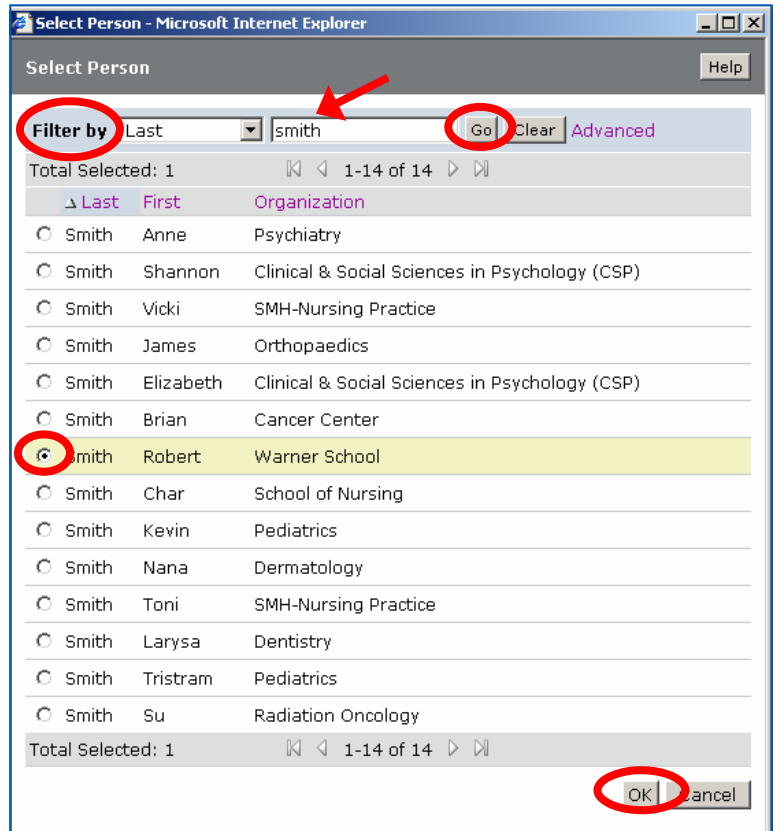 Select Person - Microsoft Internet Explorer
Select Person Help
Filter by Last smith Go Clear Advanced
Total Selected: 1 1-14 of 14
Last First Organization
Smith Anne Psychiatry
Smith Shannon Clinical & Social Sciences in Psychology (CSP)
Smith Vicki SMH-Nursing Practice
Smith James Orthopaedics
Smith Elizabeth Clinical & Social Sciences in Psychology (CSP)
Smith Brian Cancer Center
Smith Robert Warner School
Smith Char School of Nursing
Smith Kevin Pediatrics
Smith Nana Dermatology
Smith Toni SMH-Nursing Practice
Smith Larysa Dentistry
Smith Tristram Pediatrics
Smith Su Radiation Oncology
Total Selected: 1 1-14 of 14
OK Cancel